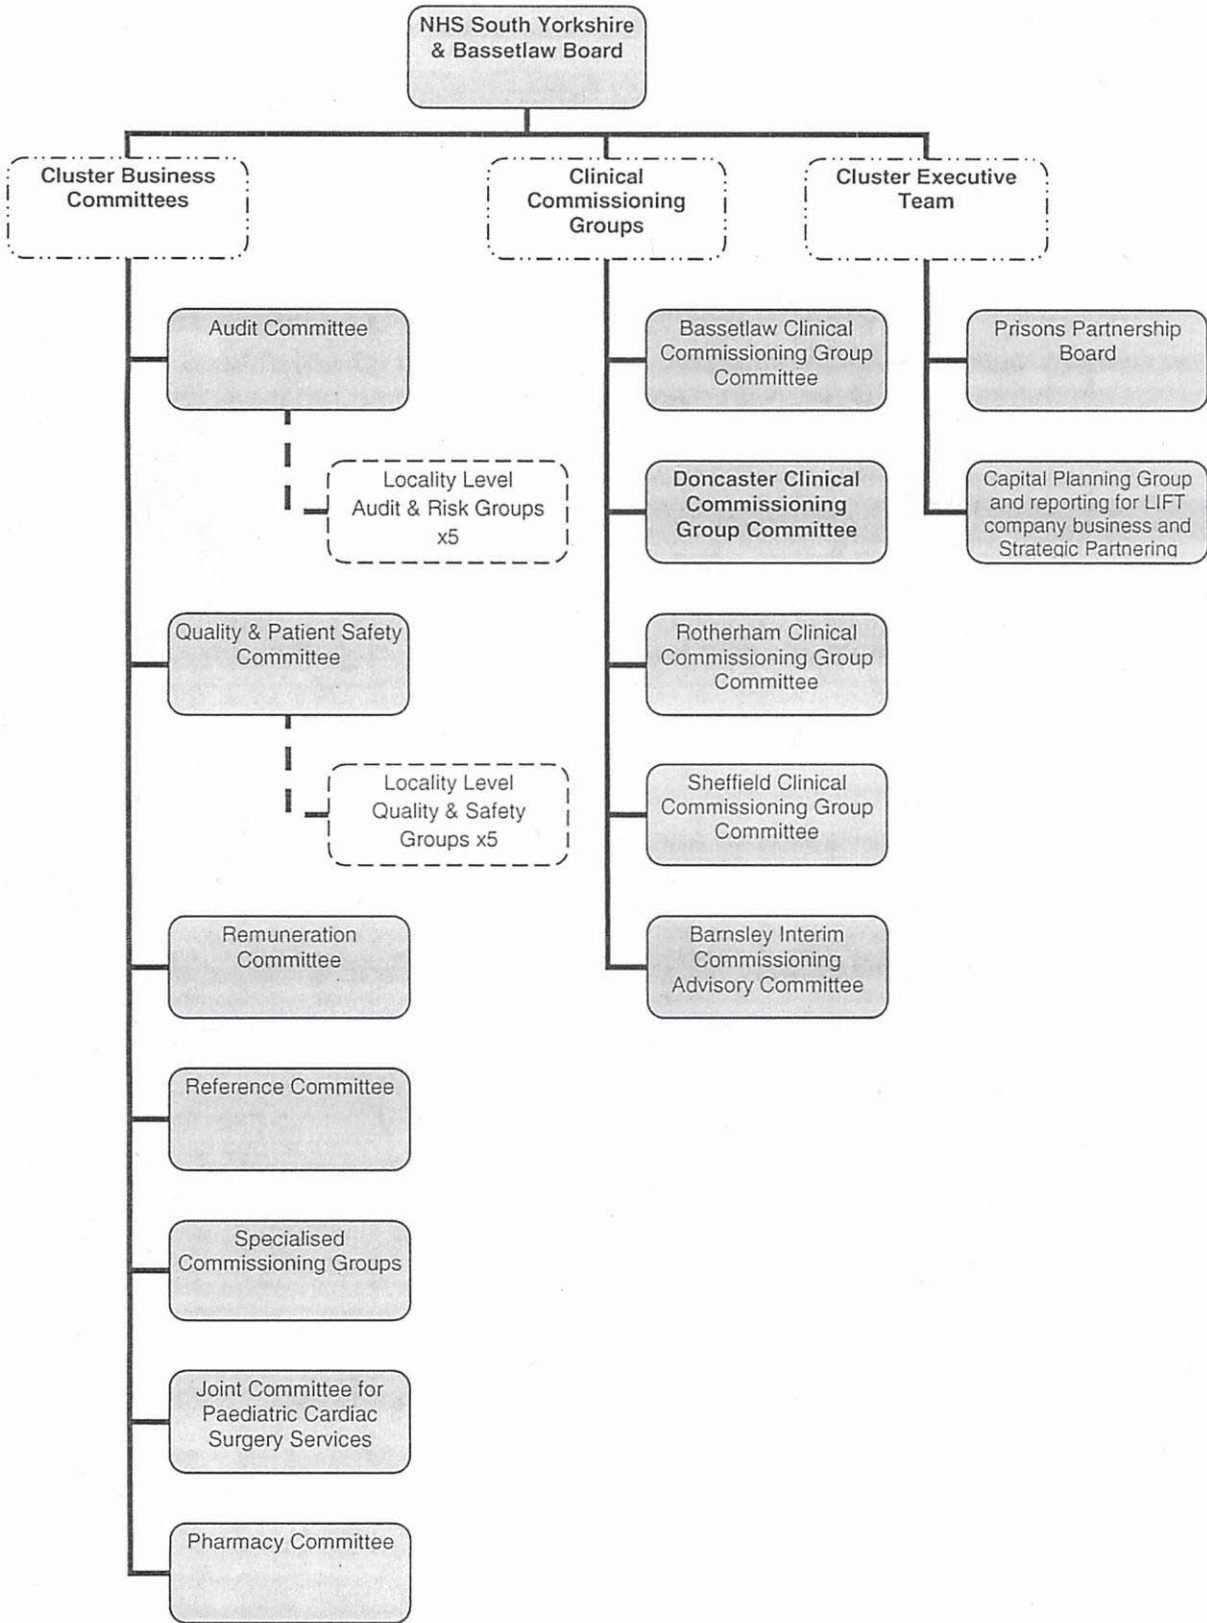 NHS South Yorkshire
& Bassetlaw Board
Cluster Business
Committees
Clinical
Commissioning
Groups
Cluster Executive
Team
Audit Committee
Locality Level
Audit & Risk Groups
x5
Quality & Patient Safety
Committee
Locality Level
Quality & Safety
Groups x5
Remuneration
Committee
Reference Committee
Specialised
Commissioning Groups
Joint Committee for
Paediatric Cardiac
Surgery Services
Pharmacy Committee
Bassetlaw Clinical
Commissioning Group
Committee
Doncaster Clinical
Commissioning
Group Committee
Rotherham Clinical
Commissioning Group
Committee
Sheffield Clinical
Commissioning Group
Committee
Barnsley Interim
Commissioning
Advisory Committee
Prisons Partnership
Board
Capital Planning Group
and reporting for LIFT
company business and
Strategic Partnering